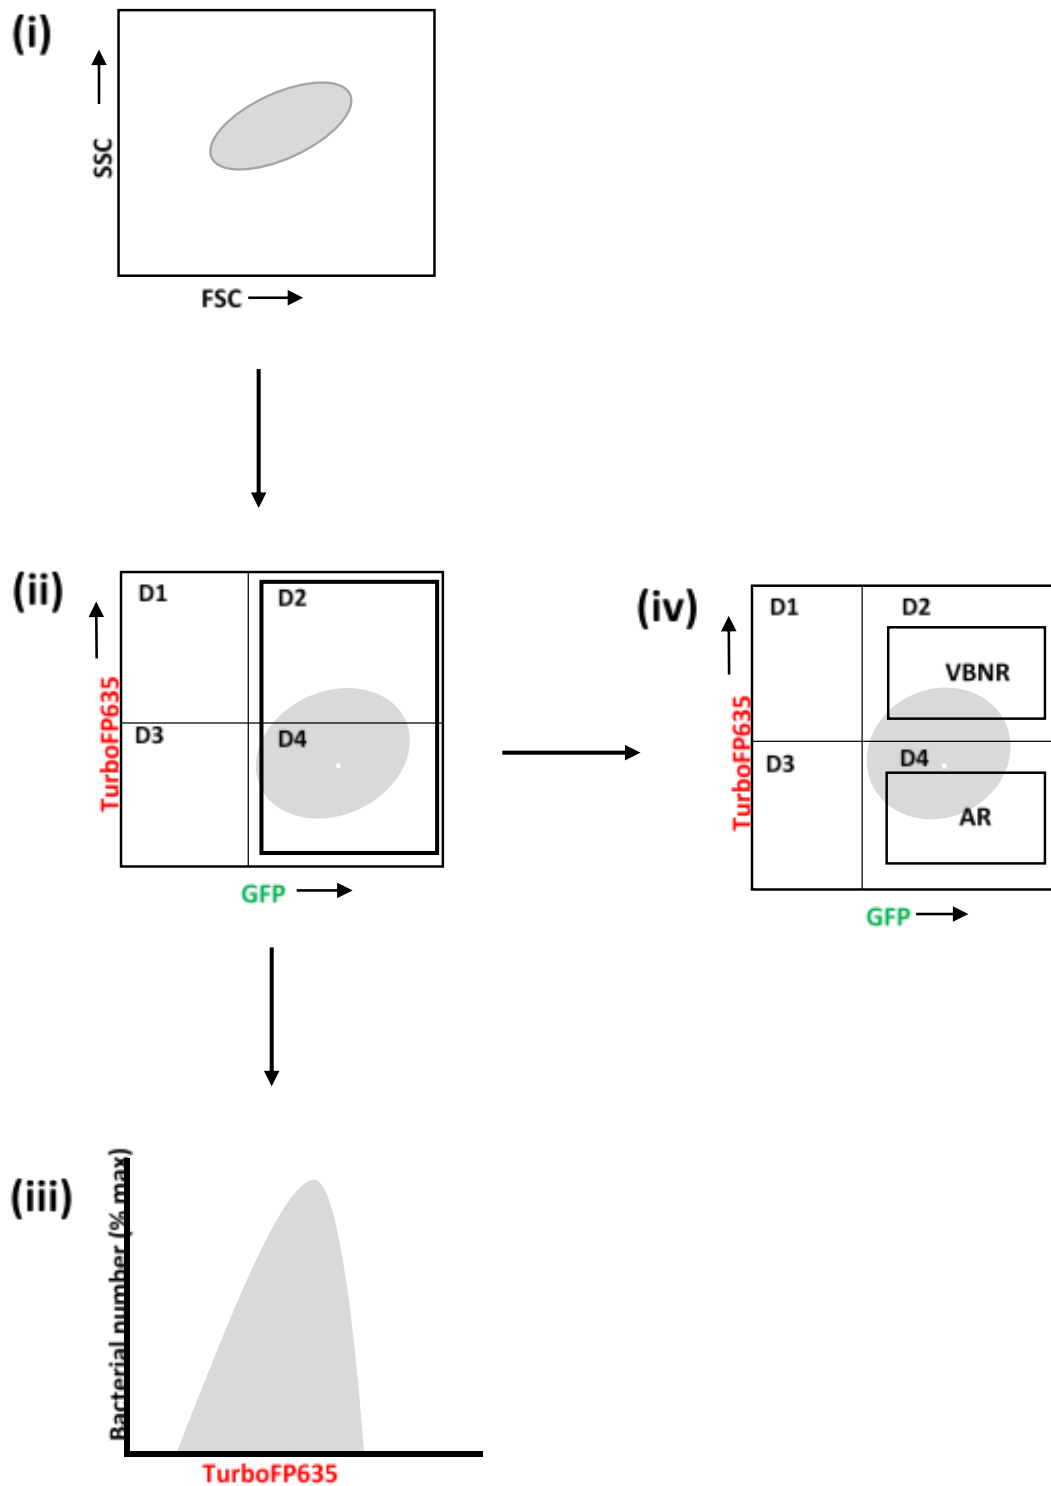 (i)
SSC
FSC
(ii)
D1
D2
D3
D4
TurboFP635
GFP
(iv)
D1
D2
VBNR
D3
D4
AR
TurboFP635
GFP
(iii)
Bacterial number (% max)
TurboFP635